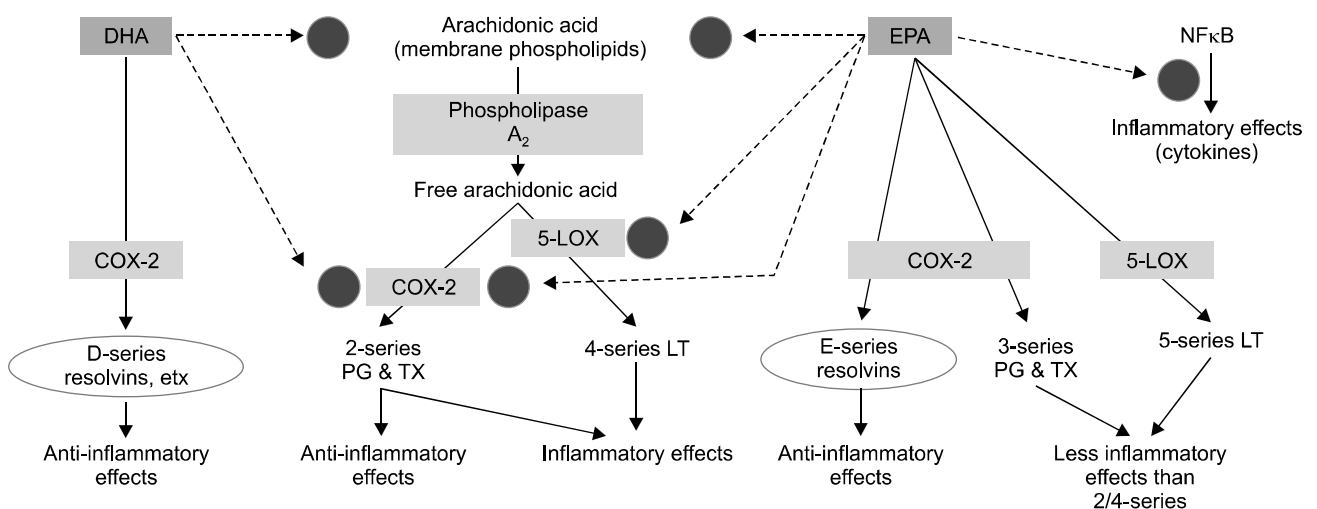 DHA
Arachidonic acid
(membrane phospholipids)
EPA
NFκB
Phospholipase
A2
Inflammatory effects
(cytokines)
Free arachidonic acid
5-LOX
COX-2
COX-2
COX-2
5-LOX
D-series
resolvins, etx
2-series
PG & TX
4-series LT
E-series
resolvins
3-series
PG & TX
5-series LT
Anti-inflammatory
effects
Anti-inflammatory
effects
Inflammatory effects
Anti-inflammatory
effects
Less inflammatory
effects than
2/4-series